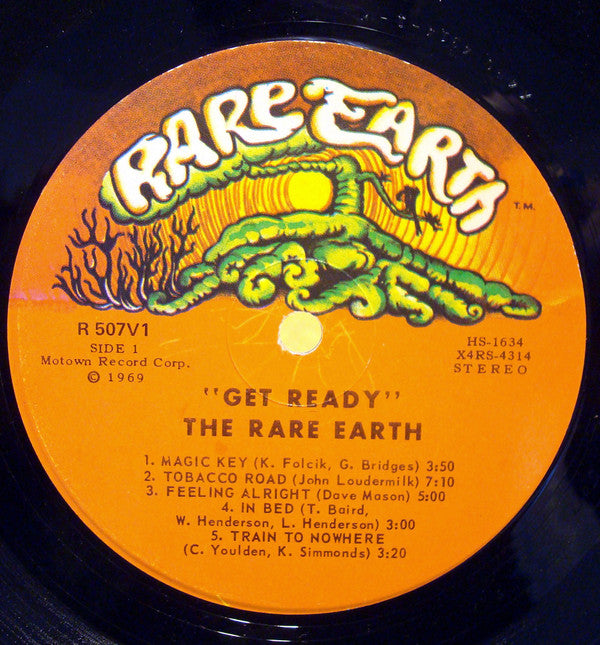 RARE EARTH
T.M.
R 507V1
SIDE 1
Motown Record Corp.
© 1969
HS-1634
X4RS-4314
STEREO
"GET READY"
THE RARE EARTH
1. MAGIC KEY (K. Folcik, G. Bridges) 3:50
2. TOBACCO ROAD (John Loudermilk) 7:10
3. FEELING ALRIGHT (Dave Mason) 5:00
4. IN BED (T. Baird,
W. Henderson, L. Henderson) 3:00
5. TRAIN TO NOWHERE
(C. Youlden, K. Simmonds) 3:20